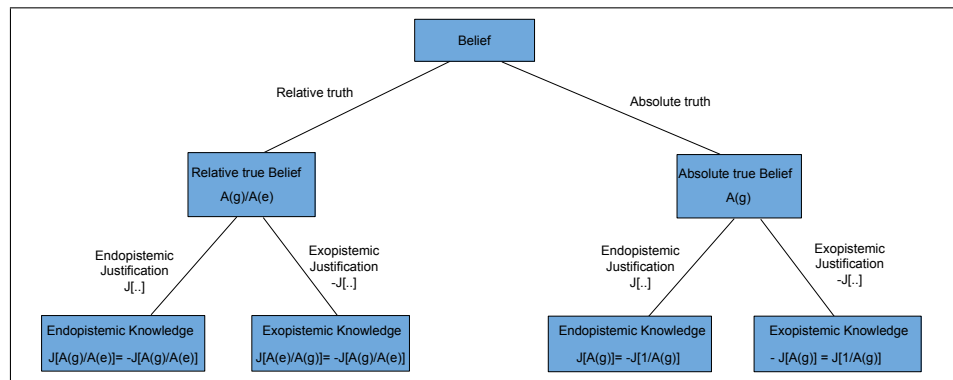 Belief
Relative truth
Absolute truth
Relative true Belief
A(g)/A(e)
Absolute true Belief
A(g)
Endopistemic
Justification
J[..]
Exopistemic
Justification
-J[..]
Endopistemic
Justification
J[..]
Exopistemic
Justification
-J[..]
Endopistemic Knowledge
J[A(g)/A(e)]= -J[A(g)/A(e)]
Exopistemic Knowledge
J[A(e)/A(g)]= -J[A(g)/A(e)]
Endopistemic Knowledge
J[A(g)]= -J[1/A(g)]
Exopistemic Knowledge
- J[A(g)] = J[1/A(g)]